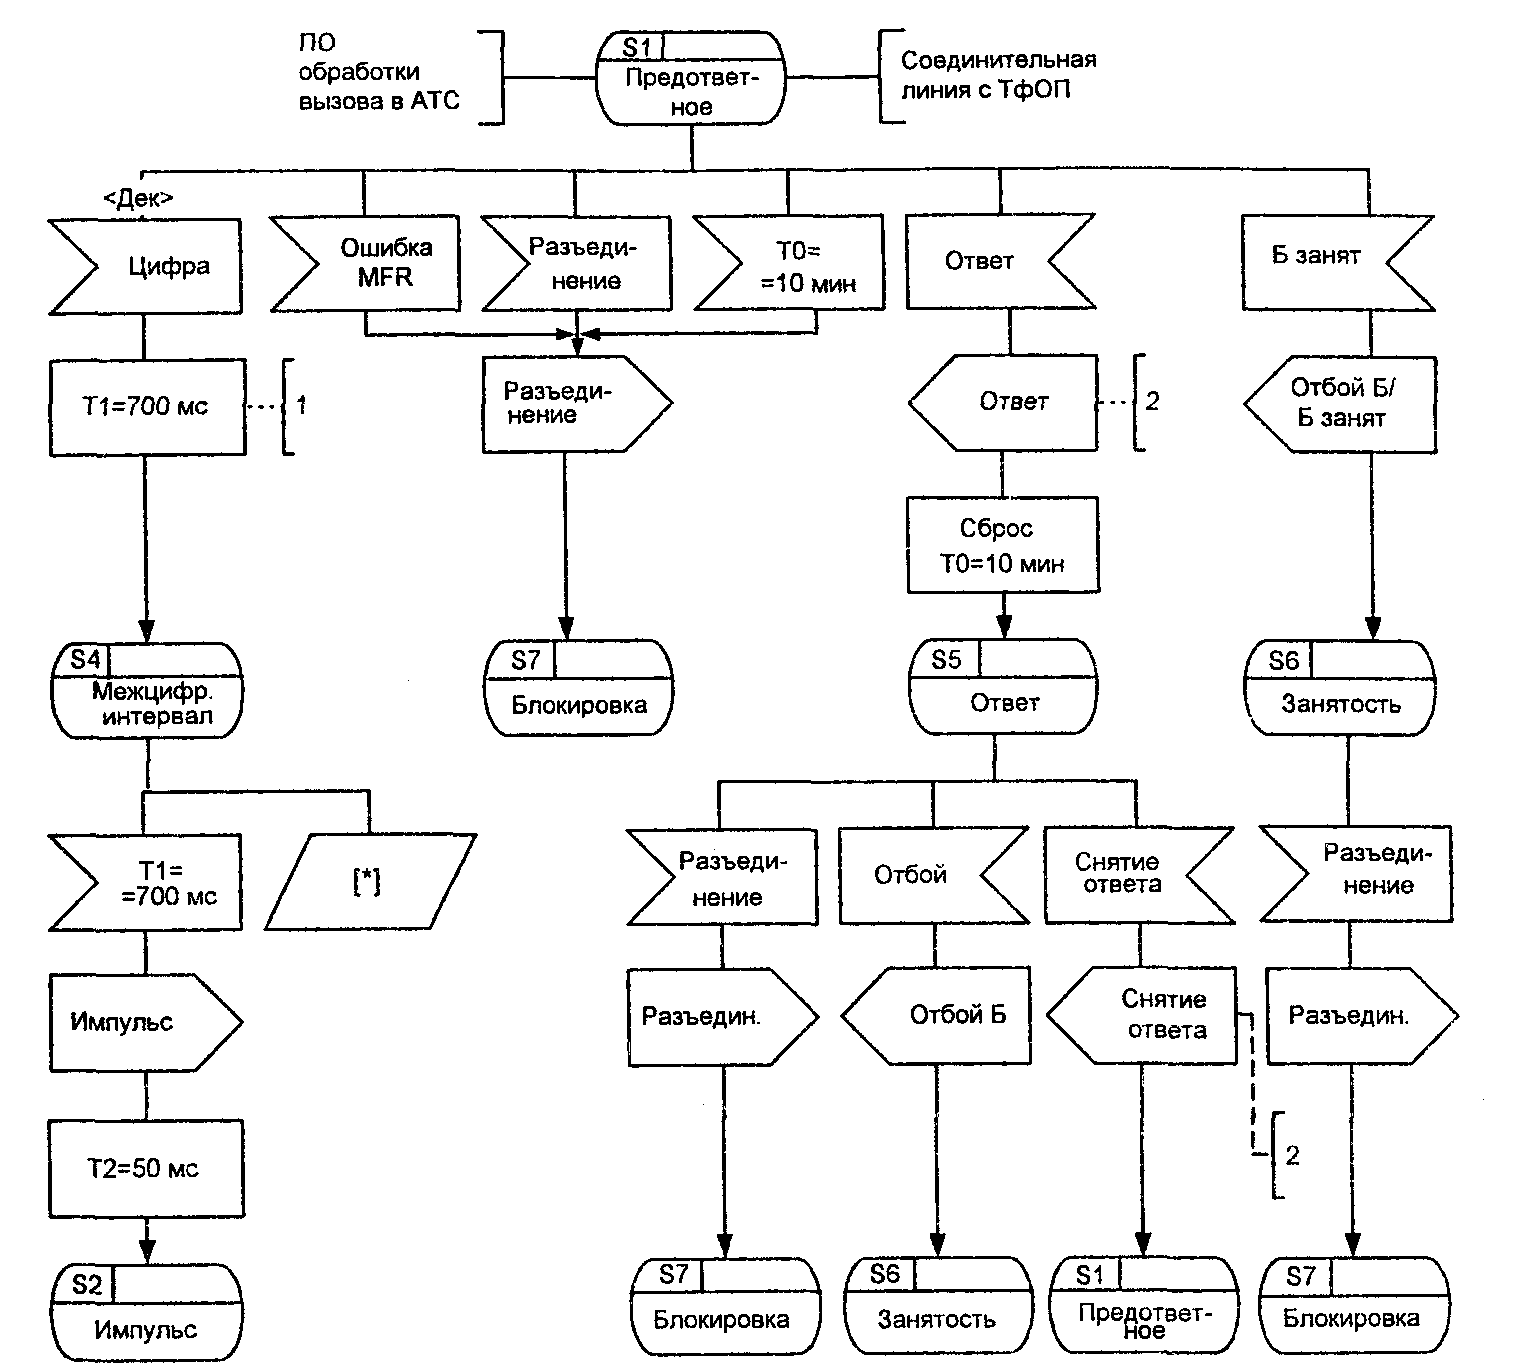 ПО
обработки
вызова в АТС
S1
Предответ-
ное
Соединительная
линия с ТфОП
<Дек>
Цифра
Ошибка
MFR
Разъеди-
нение
T0=
=10 мин
Ответ
Б занят
T1=700 мс
1
Разъеди-
нение
Ответ
2
Отбой Б/
Б занят
Сброс
T0=10 мин
S4
Межцифр.
интервал
S7
Блокировка
S5
Ответ
S6
Занятость
T1=
=700 мс
[*]
Разъеди-
нение
Отбой
Снятие
ответа
Разъеди-
нение
Импульс
Разъедин.
Отбой Б
Снятие
ответа
Разъедин.
T2=50 мс
2
S2
Импульс
S7
Блокировка
S6
Занятость
S1
Предответ-
ное
S7
Блокировка